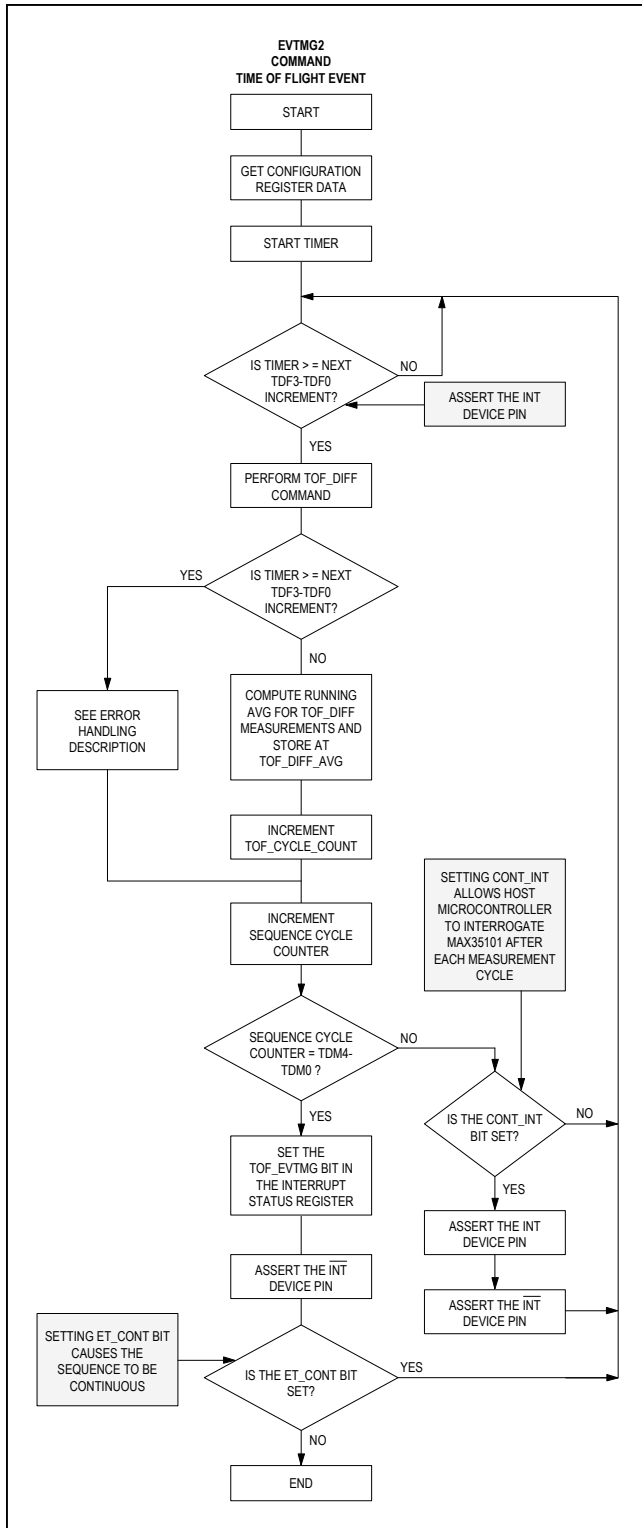 EVTMG2
COMMAND
TIME OF FLIGHT EVENT
START
GET CONFIGURATION
REGISTER DATA
START TIMER
IS TIMER > = NEXT
TDF3-TDF0
INCREMENT?
NO
ASSERT THE INT
DEVICE PIN
YES
PERFORM TOF_DIFF
COMMAND
YES
IS TIMER > = NEXT
TDF3-TDF0
INCREMENT?
NO
SEE ERROR
HANDLING
DESCRIPTION
COMPUTE RUNNING
AVG FOR TOF_DIFF
MEASUREMENTS AND
STORE AT
TOF_DIFF_AVG
INCREMENT
TOF_CYCLE_COUNT
SETTING CONT_INT
ALLOWS HOST
MICROCONTROLLER
TO INTERROGATE
MAX35101 AFTER
EACH MEASUREMENT
CYCLE
INCREMENT
SEQUENCE CYCLE
COUNTER
SEQUENCE CYCLE
COUNTER = TDM4-
TDM0 ?
NO
IS THE CONT_INT
BIT SET?
NO
YES
SET THE
TOF_EVTMG BIT IN
THE INTERRUPT
STATUS REGISTER
YES
ASSERT THE INT
DEVICE PIN
ASSERT THE INT
DEVICE PIN
ASSERT THE INT
DEVICE PIN
SETTING ET_CONT BIT
CAUSES THE
SEQUENCE TO BE
CONTINUOUS
IS THE ET_CONT BIT
SET?
YES
NO
END